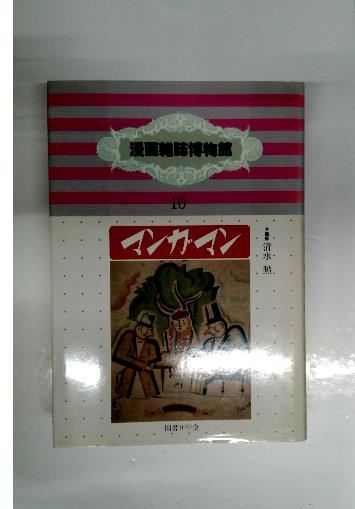 漫画雑誌博物館
10
マンガ・マン
清水 勲
国書刊行会